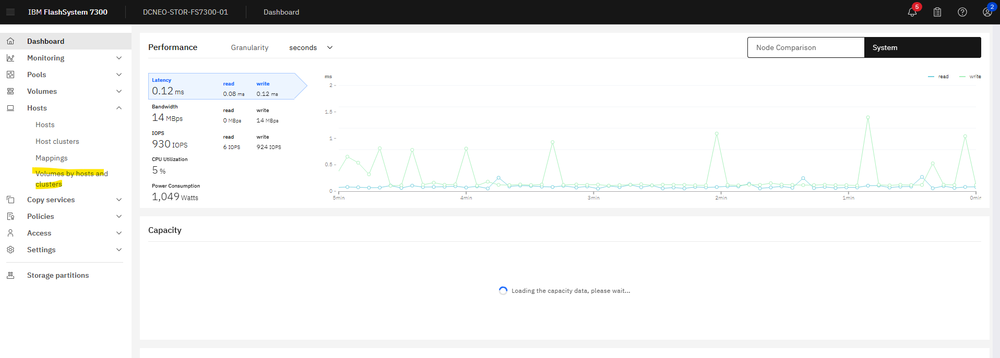 IBM FlashSystem 7300
DCNEO-STOR-FS7300-01
Dashboard
5
2
Dashboard
Monitoring
Pools
Volumes
Hosts
Hosts
Host clusters
Mappings
Volumes by hosts and
clusters
Copy services
Policies
Access
Settings
Storage partitions
Performance
Granularity
seconds
Node Comparison
System
Latency
read
write
0.12 ms
0.08 ms
0.12 ms
Bandwidth
read
write
14 MBps
0 MBps
14 MBps
IOPS
read
write
930 IOPS
6 IOPS
924 IOPS
CPU Utilization
5 %
Power Consumption
1,049 Watts
ms
read
write
2
1.5
1
0.5
0
5min
4min
3min
2min
1min
0min
Capacity
Loading the capacity data, please wait...